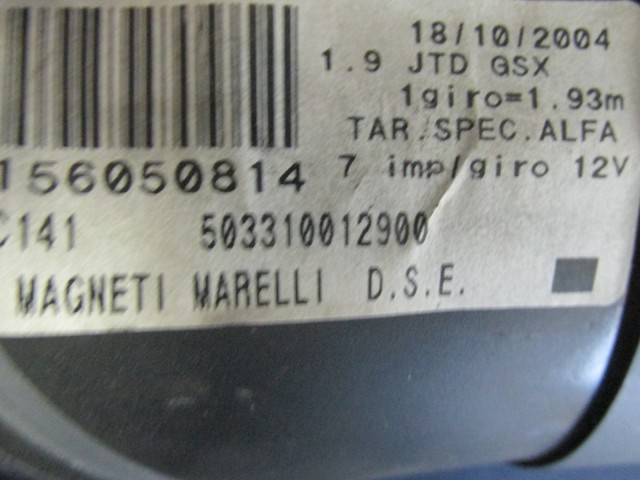 18/10/2004
1.9 JTD GSX
1giro=1.93m
TAR.SPEC.ALFA
156050814 7 imp/giro 12V
C141 503310012900
MAGNETI MARELLI D.S.E.